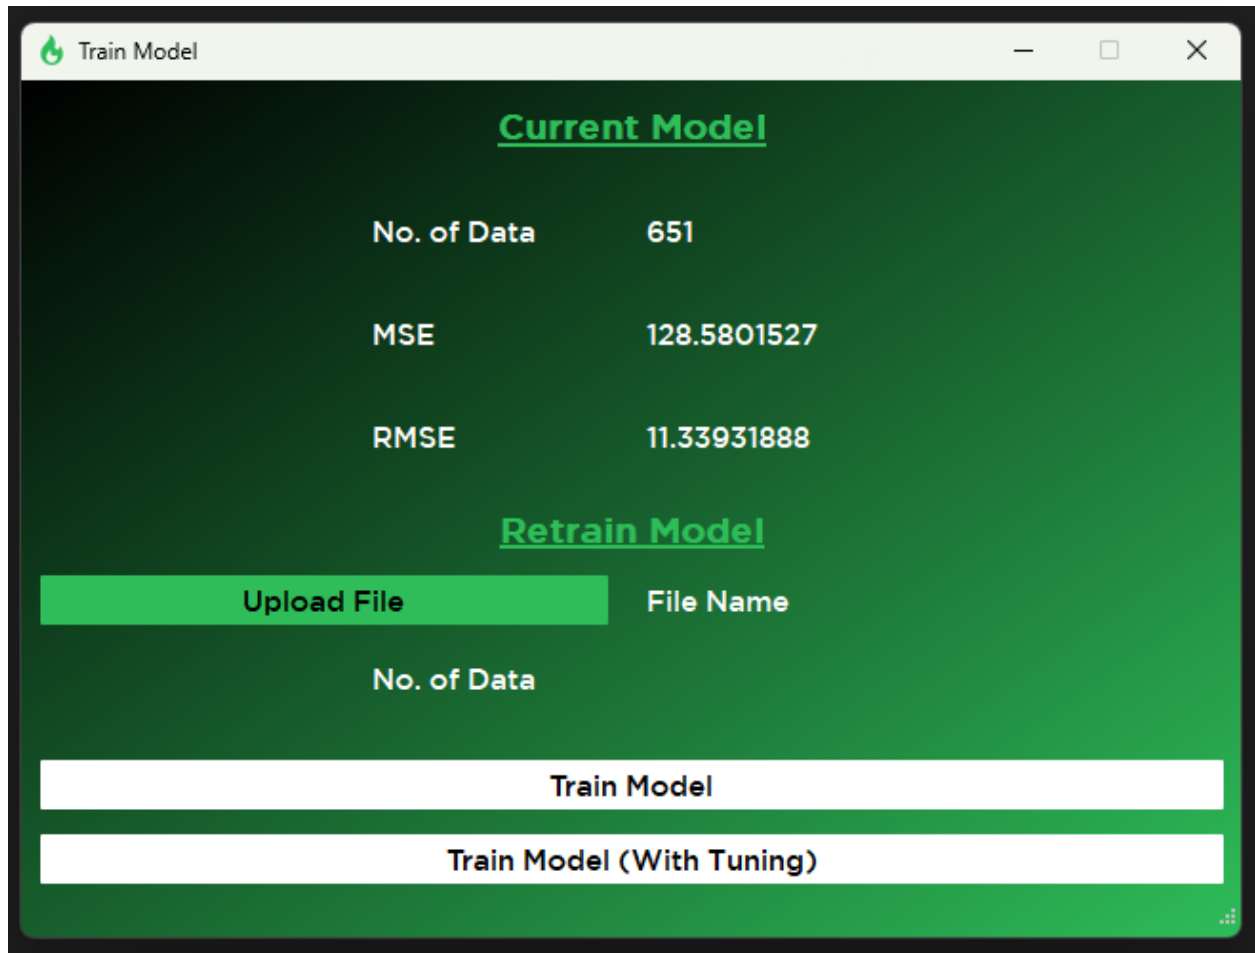 Train Model
Current Model
No. of Data 651
MSE 128.5801527
RMSE 11.33931888
Retrain Model
Upload File File Name
No. of Data
Train Model
Train Model (With Tuning)